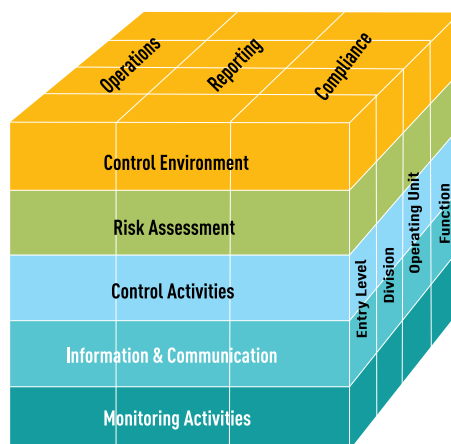 Operations
Reporting
Compliance
Control Environment
Risk Assessment
Control Activities
Information & Communication
Monitoring Activities
Entry Level
Division
Operating Unit
Function